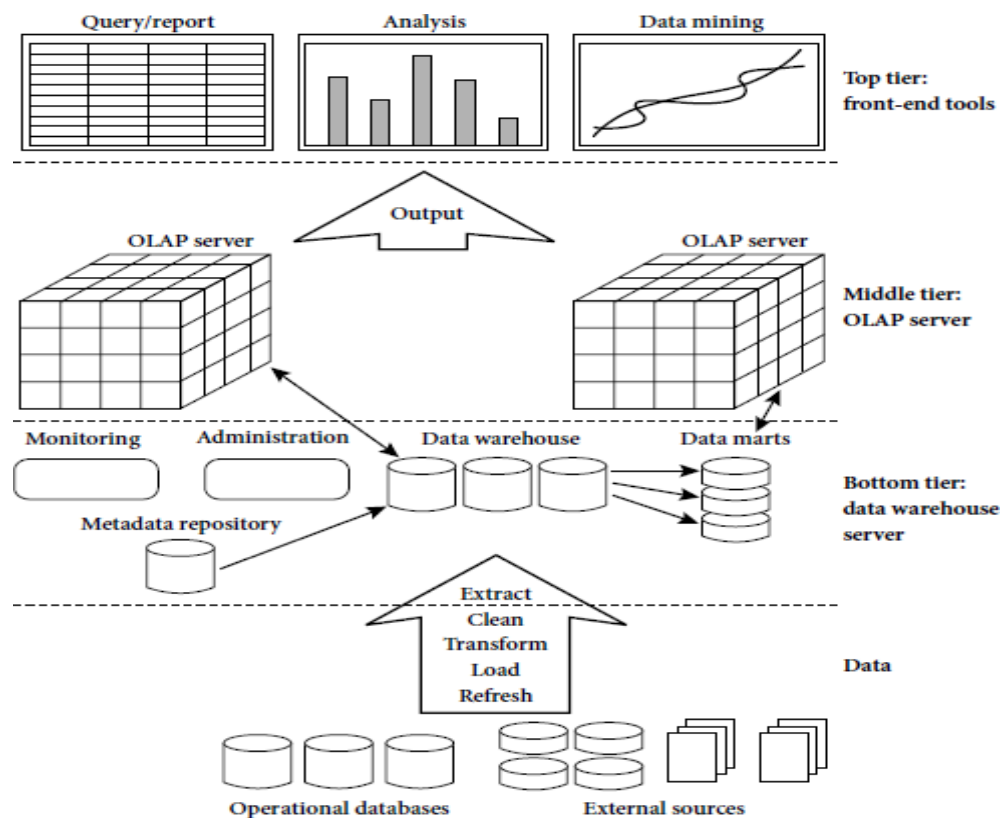 Query/report
Analysis
Data mining
Top tier:
front-end tools
Output
OLAP server
OLAP server
Middle tier:
OLAP server
Monitoring
Administration
Data warehouse
Data marts
Metadata repository
Bottom tier:
data warehouse
server
Extract
Clean
Transform
Load
Refresh
Data
Operational databases
External sources